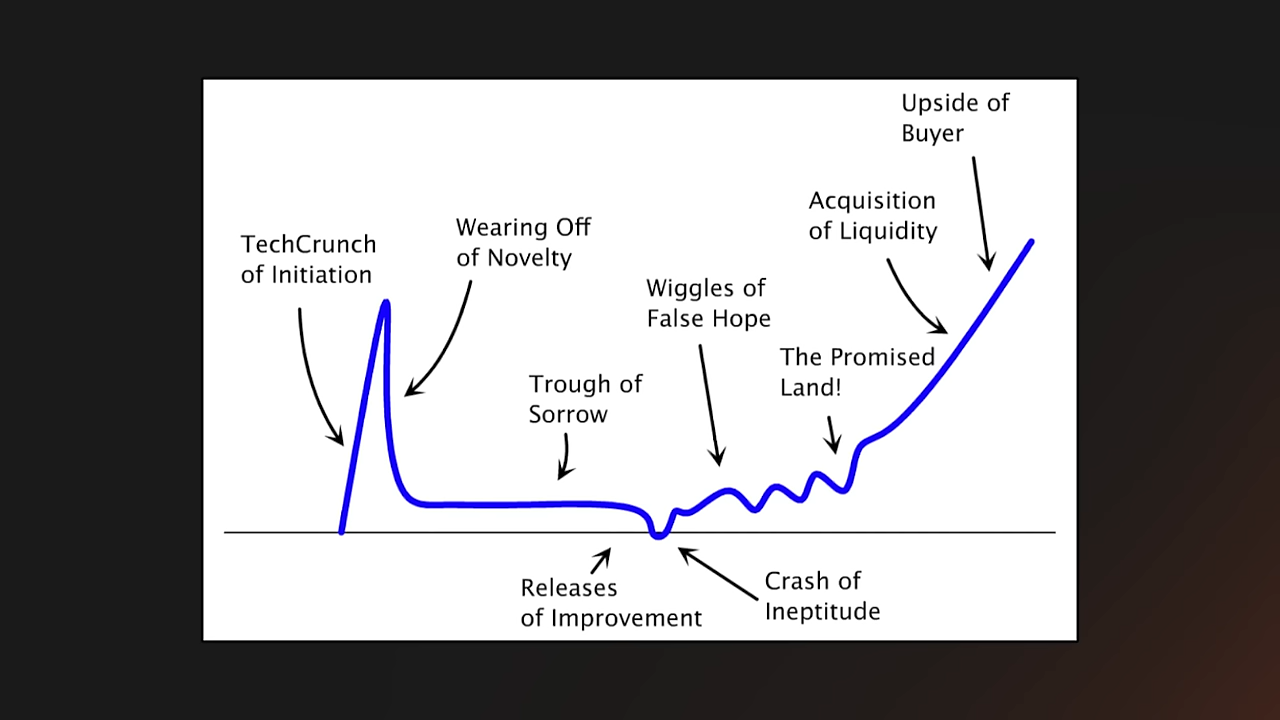 TechCrunch
of Initiation
Wearing Off
of Novelty
Trough of
Sorrow
Releases
of Improvement
Crash of
Ineptitude
Wiggles of
False Hope
The Promised
Land!
Acquisition
of Liquidity
Upside of
Buyer